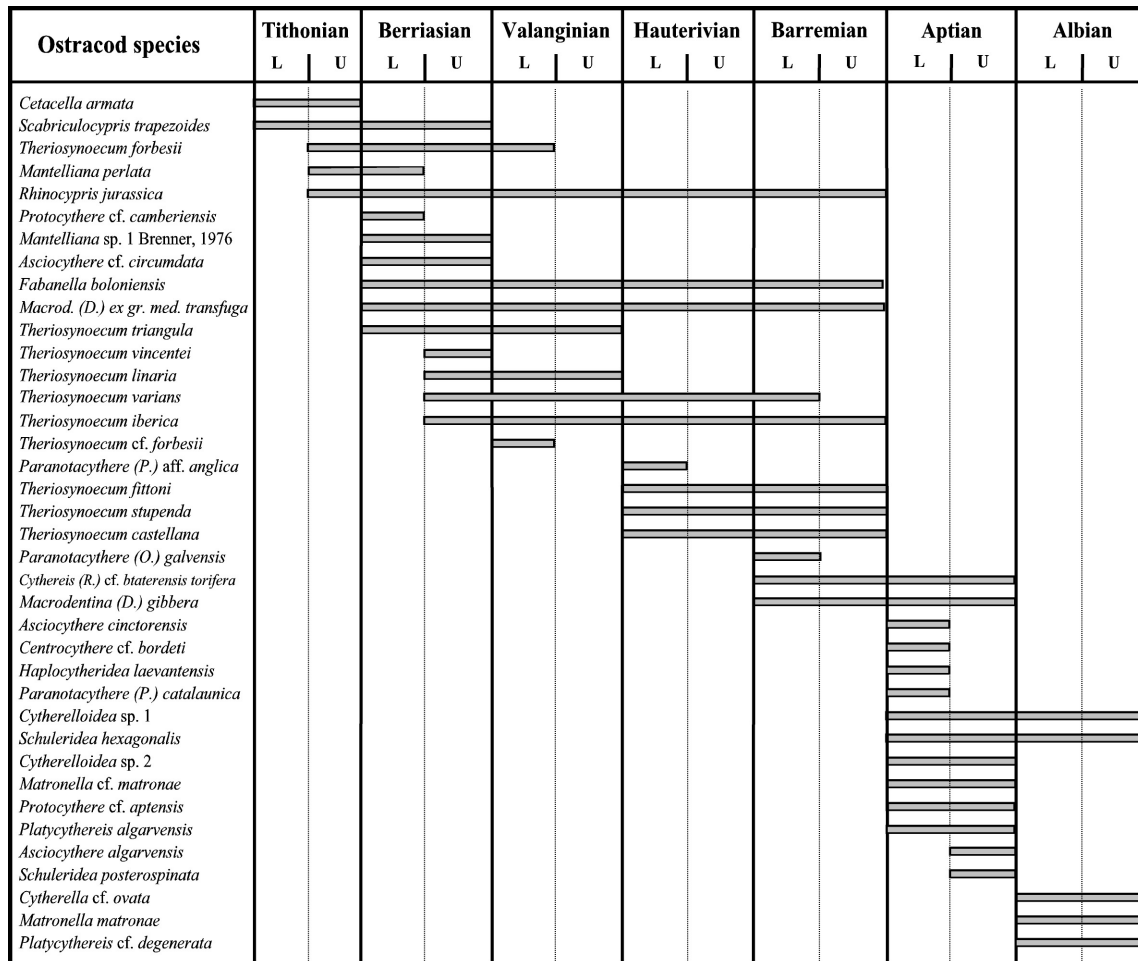 Ostracod species Tithonian Berriasian Valanginian Hauterivian Barremian Aptian Albian
L U L U L U L U L U L U L U
Cetacella armata
Scabriculocypris trapezoides
Theriosynoecum forbesii
Mantelliana perlata
Rhinocypris jurassica
Protocythere cf. camberiensis
Mantelliana sp. 1 Brenner, 1976
Asciocythere cf. circumdata
Fabanella boloniensis
Macrod. (D.) ex gr. med. transfuga
Theriosynoecum triangula
Theriosynoecum vincentei
Theriosynoecum linaria
Theriosynoecum varians
Theriosynoecum iberica
Theriosynoecum cf. forbesii
Paranotacythere (P.) aff. anglica
Theriosynoecum fittoni
Theriosynoecum stupenda
Theriosynoecum castellana
Paranotacythere (O.) galvensis
Cythereis (R.) cf. btaterensis torifera
Macrodentina (D.) gibbera
Asciocythere cinctorensis
Centrocythere cf. bordeti
Haplocytheridea laevantensis
Paranotacythere (P.) catalaunica
Cytherelloidea sp. 1
Schuleridea hexagonalis
Cytherelloidea sp. 2
Matronella cf. matronae
Protocythere cf. aptensis
Platycythereis algarvensis
Asciocythere algarvensis
Schuleridea posterospinata
Cytherella cf. ovata
Matronella matronae
Platycythereis cf. degenerata